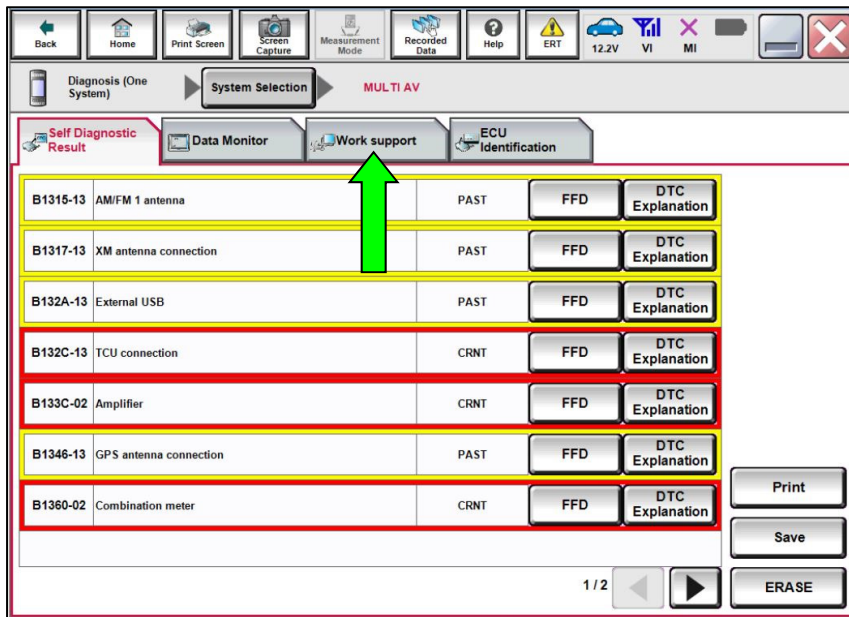 Back
Home
Print Screen
Screen
Capture
Measurement
Mode
Recorded
Data
Help
ERT
12.2V
VI
MI
Diagnosis (One
System)
System Selection
MULTI AV
Self Diagnostic
Result
Data Monitor
Work support
ECU
Identification
B1315-13 AM/FM 1 antenna PAST FFD DTC Explanation
B1317-13 XM antenna connection PAST FFD DTC Explanation
B132A-13 External USB PAST FFD DTC Explanation
B132C-13 TCU connection CRNT FFD DTC Explanation
B133C-02 Amplifier CRNT FFD DTC Explanation
B1346-13 GPS antenna connection PAST FFD DTC Explanation
B1360-02 Combination meter CRNT FFD DTC Explanation
Print
Save
1 / 2
ERASE